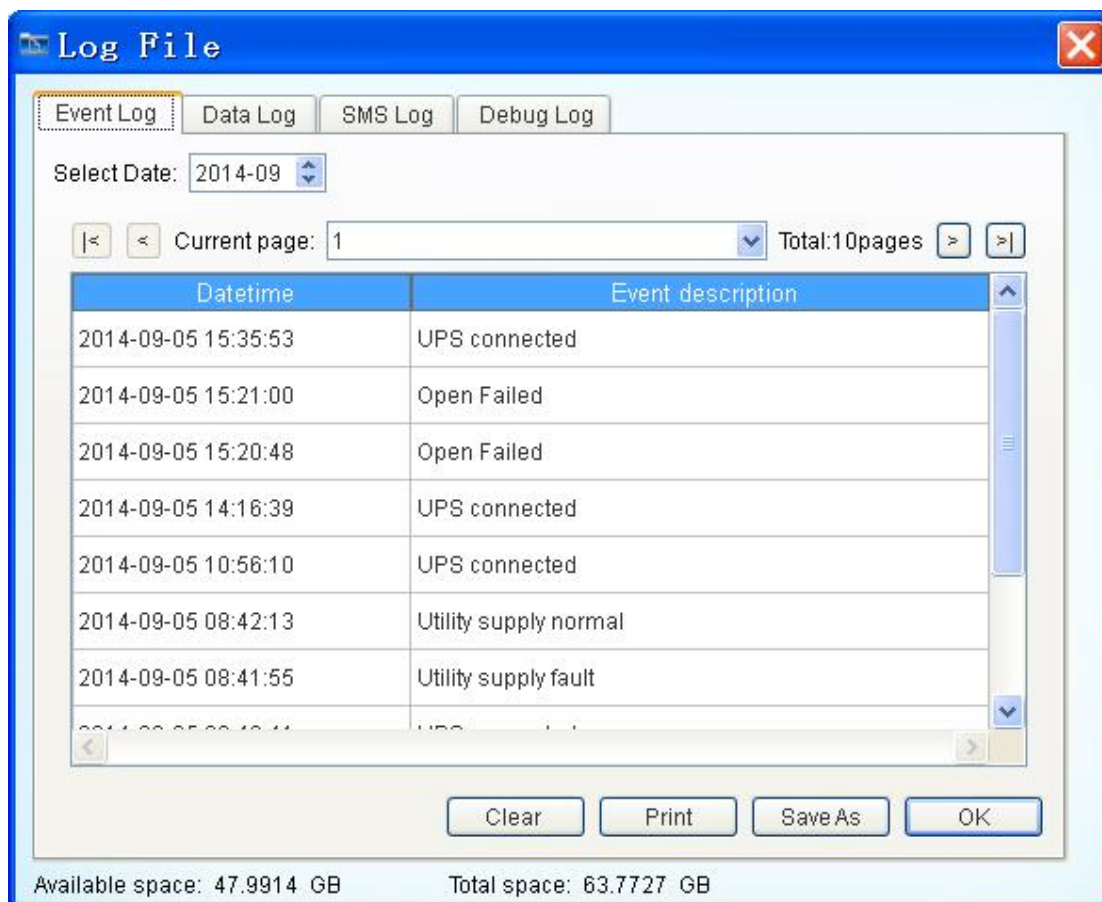 Log File
Event Log Data Log SMS Log Debug Log
Select Date: 2014-09
|< < Current page: 1 Total:10pages > >|
Datetime Event description
2014-09-05 15:35:53 UPS connected
2014-09-05 15:21:00 Open Failed
2014-09-05 15:20:48 Open Failed
2014-09-05 14:16:39 UPS connected
2014-09-05 10:56:10 UPS connected
2014-09-05 08:42:13 Utility supply normal
2014-09-05 08:41:55 Utility supply fault
Clear Print Save As OK
Available space: 47.9914 GB Total space: 63.7727 GB